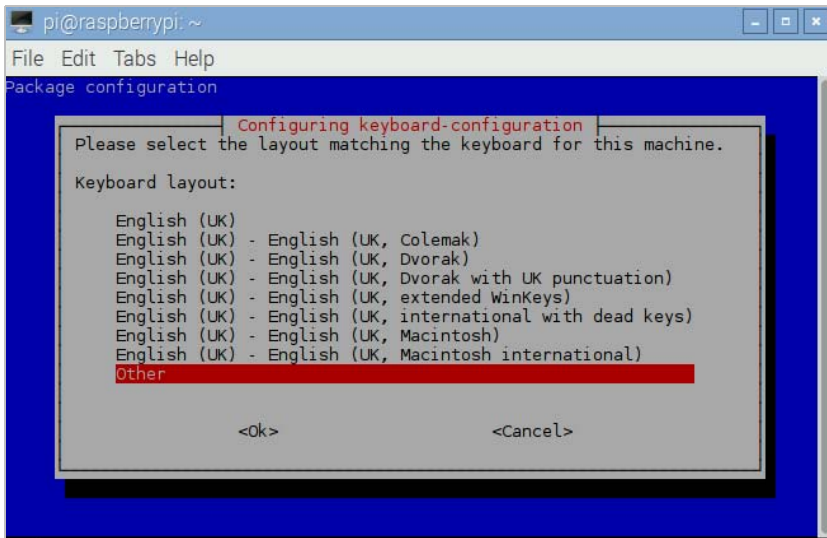 pi@raspberrypi: ~
File Edit Tabs Help
Package configuration
Configuring keyboard-configuration
Please select the layout matching the keyboard for this machine.
Keyboard layout:
English (UK)
English (UK) - English (UK, Colemak)
English (UK) - English (UK, Dvorak)
English (UK) - English (UK, Dvorak with UK punctuation)
English (UK) - English (UK, extended WinKeys)
English (UK) - English (UK, international with dead keys)
English (UK) - English (UK, Macintosh)
English (UK) - English (UK, Macintosh international)
Other
<Ok> <Cancel>